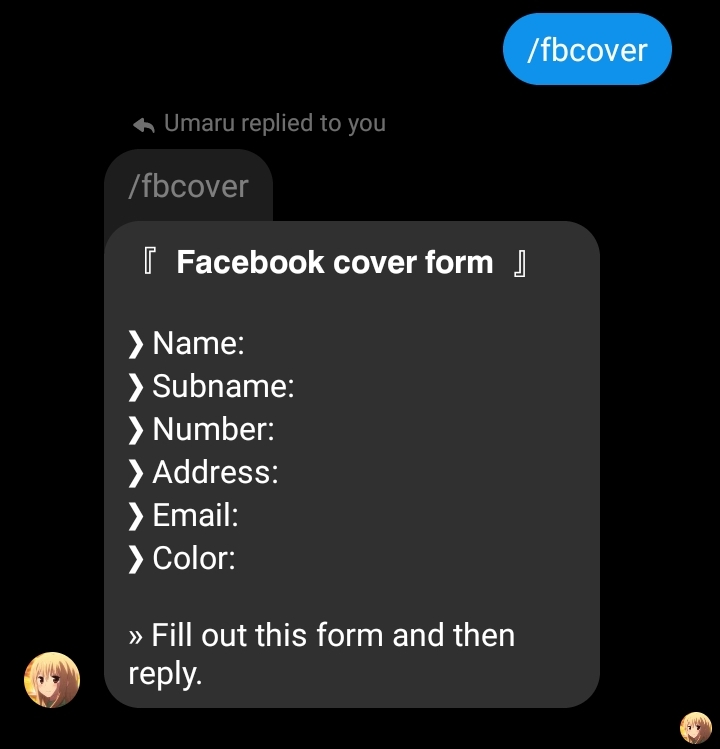 /fbcover
Umaru replied to you
/fbcover
『 Facebook cover form 』
❯ Name:
❯ Subname:
❯ Number:
❯ Address:
❯ Email:
❯ Color:
» Fill out this form and then
reply.